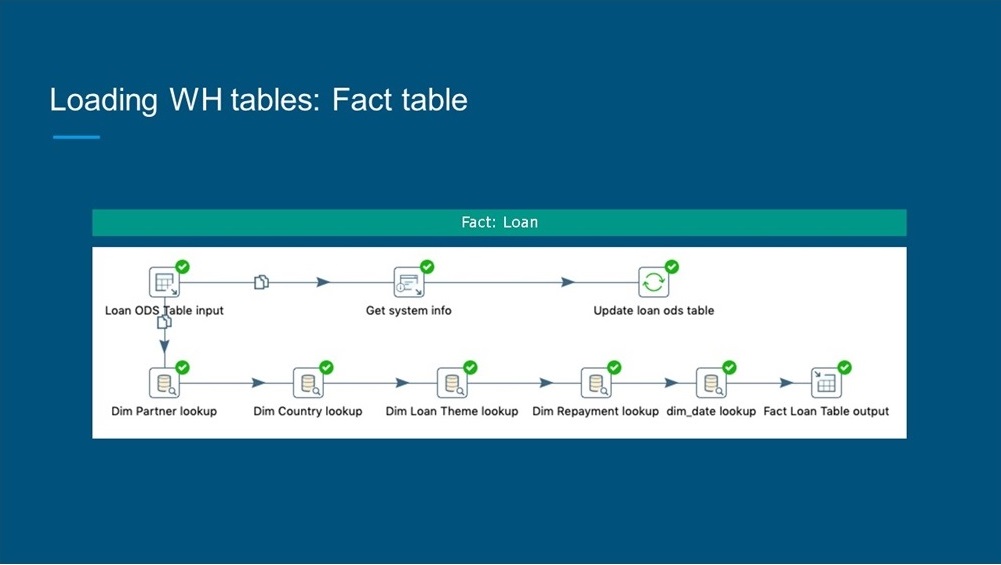 Loading WH tables: Fact table
Fact: Loan
Loan ODS Table input
Get system info
Update loan ods table
Dim Partner lookup
Dim Country lookup
Dim Loan Theme lookup
Dim Repayment lookup
dim_date lookup
Fact Loan Table output